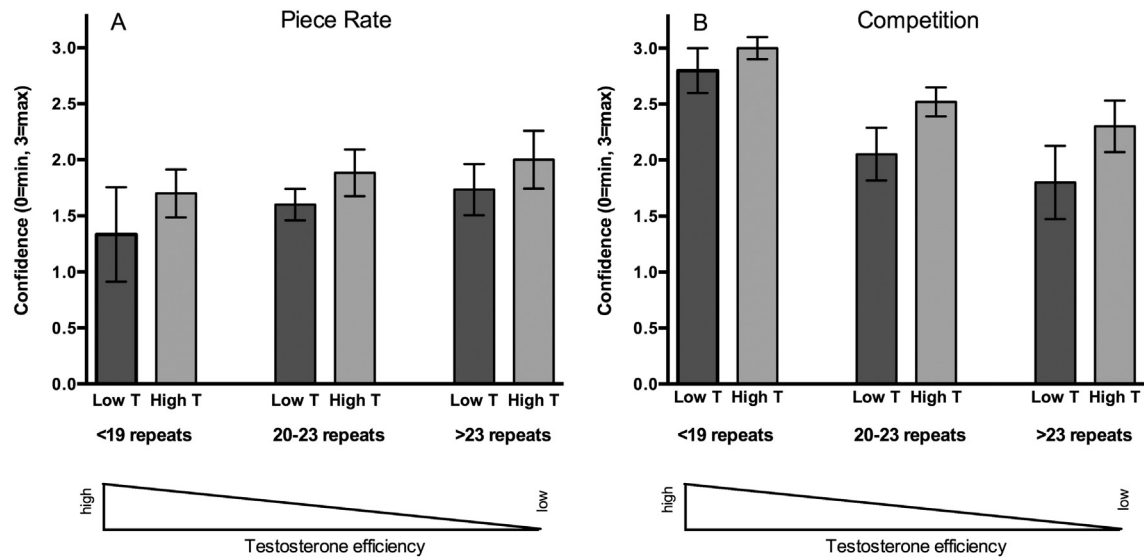 A
Piece Rate
Confidence (0=min, 3=max)
3.0
2.5
2.0
1.5
1.0
0.5
0.0
Low T High T Low T High T Low T High T
<19 repeats 20-23 repeats >23 repeats
high
low
Testosterone efficiency
B
Competition
Confidence (0=min, 3=max)
3.0
2.5
2.0
1.5
1.0
0.5
0.0
Low T High T Low T High T Low T High T
<19 repeats 20-23 repeats >23 repeats
high
low
Testosterone efficiency